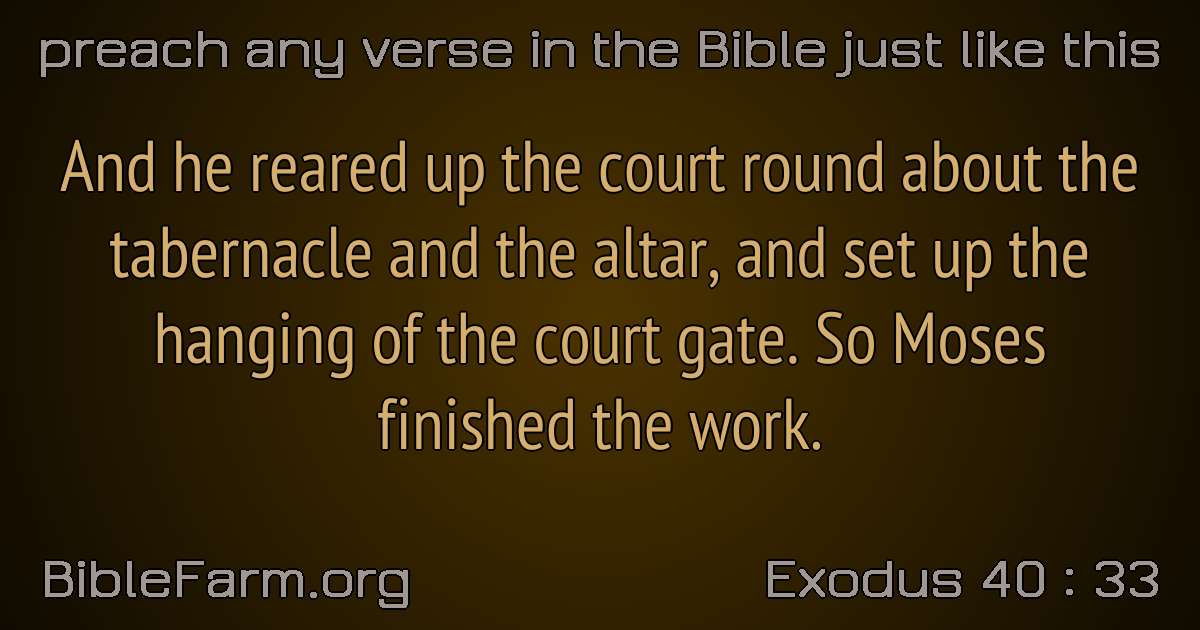 preach any verse in the Bible just like this
And he reared up the court round about the
tabernacle and the altar, and set up the
hanging of the court gate. So Moses
finished the work.
BibleFarm.org
Exodus 40 : 33